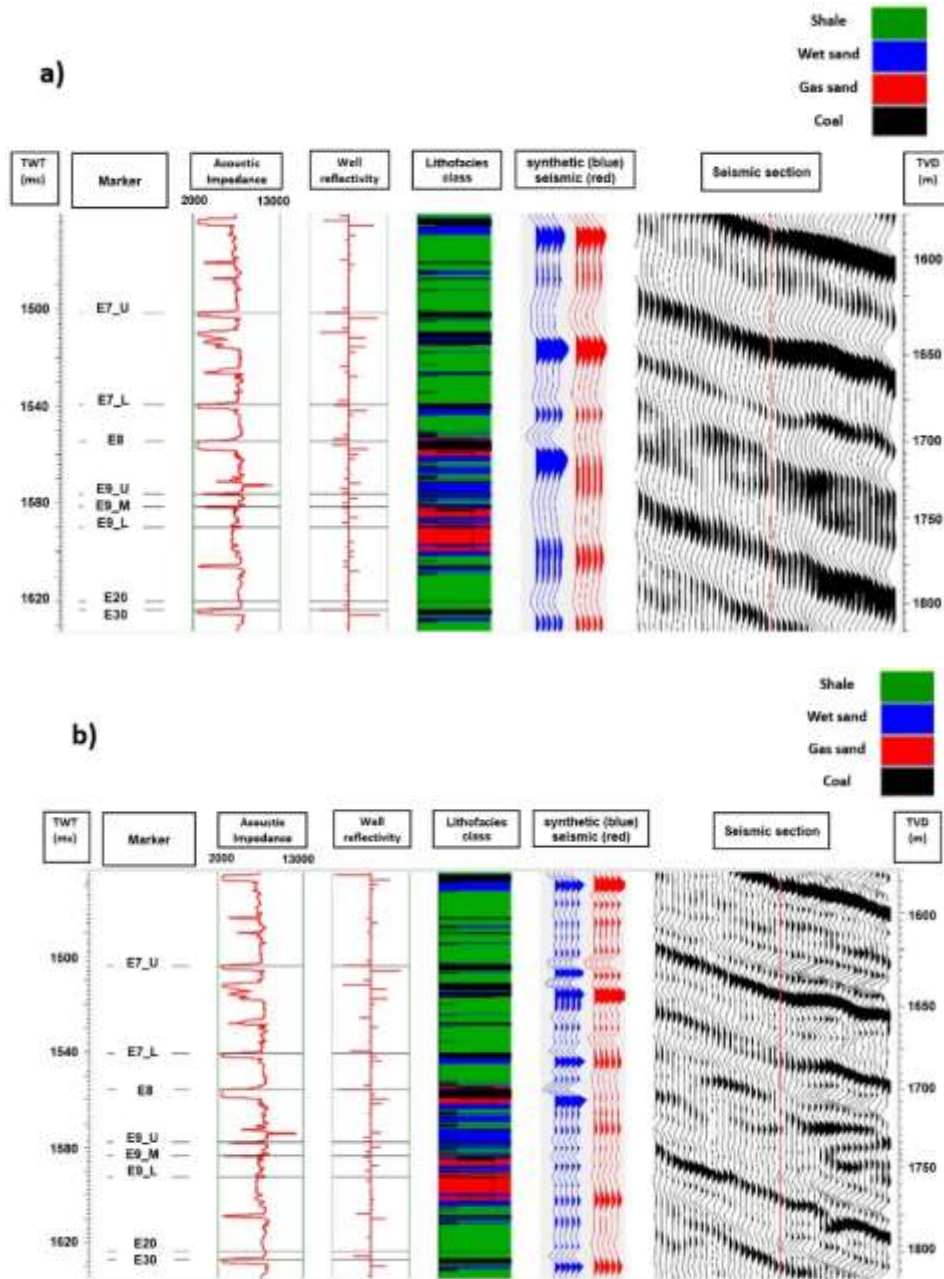 Shale
Wet sand
Gas sand
Coal
a)
TWT
(ms)
Marker
Acoustic
Impedance
2000 13000
Well
reflectivity
Lithofacies
class
synthetic (blue)
seismic (red)
Seismic section
TVD
(m)
1500
1540
1580
1620
E7_U
E7_L
E8
E9_U
E9_M
E9_L
E20
E30
1600
1650
1700
1750
1800
Shale
Wet sand
Gas sand
Coal
b)
TWT
(ms)
Marker
Acoustic
Impedance
2000 13000
Well
reflectivity
Lithofacies
class
synthetic (blue)
seismic (red)
Seismic section
TVD
(m)
1500
1540
1580
1620
E7_U
E7_L
E8
E9_U
E9_M
E9_L
E20
E30
1600
1650
1700
1750
1800